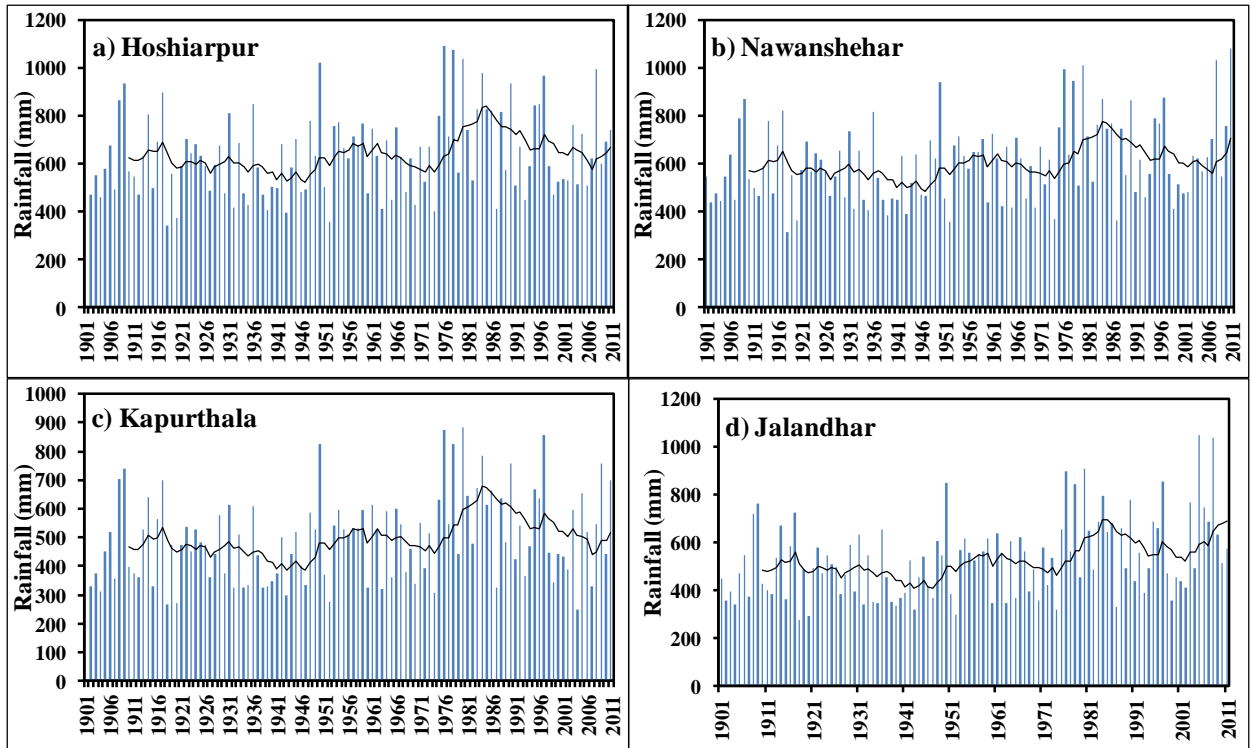 a) Hoshiarpur
Rainfall (mm)
1200
1000
800
600
400
200
0
1901 1906 1911 1916 1921 1926 1931 1936 1941 1946 1951 1956 1961 1966 1971 1976 1981 1986 1991 1996 2001 2006 2011
b) Nawanshehar
Rainfall (mm)
1200
1000
800
600
400
200
0
1901 1906 1911 1916 1921 1926 1931 1936 1941 1946 1951 1956 1961 1966 1971 1976 1981 1986 1991 1996 2001 2006 2011
c) Kapurthala
Rainfall (mm)
1000
900
800
700
600
500
400
300
200
100
0
1901 1906 1911 1916 1921 1926 1931 1936 1941 1946 1951 1956 1961 1966 1971 1976 1981 1986 1991 1996 2001 2006 2011
d) Jalandhar
Rainfall (mm)
1200
1000
800
600
400
200
0
1901 1911 1921 1931 1941 1951 1961 1971 1981 1991 2001 2011